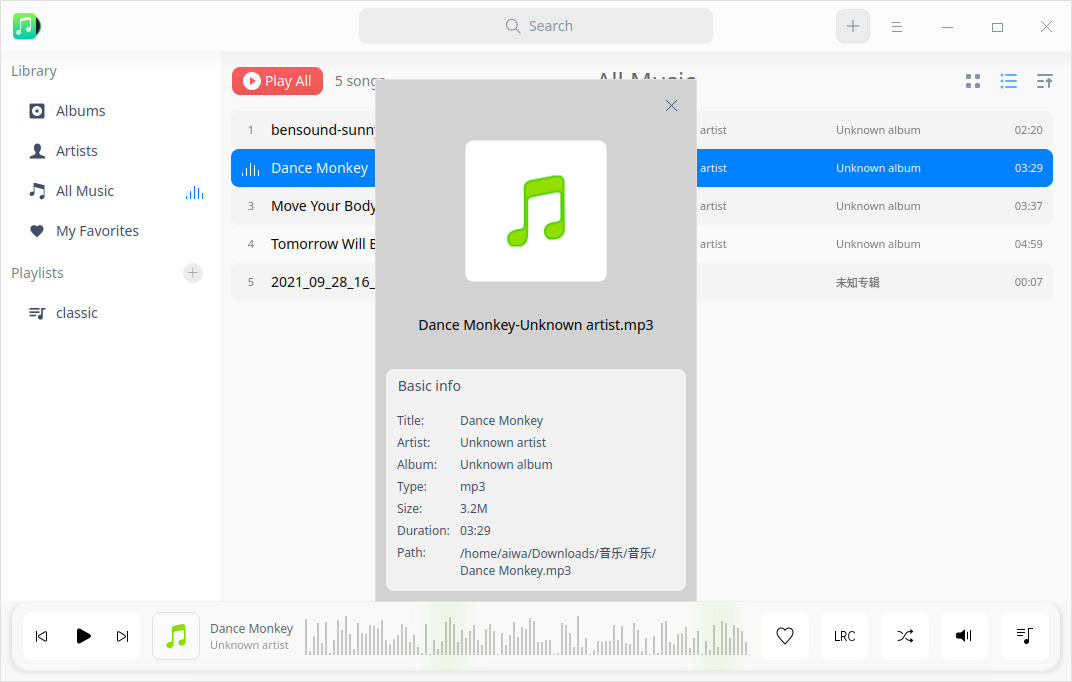 Search
Library
Albums
Artists
All Music
My Favorites
Playlists
classic
Play All
5 songs
All Music
1 bensound-sunny artist Unknown album 02:20
Dance Monkey artist Unknown album 03:29
3 Move Your Body artist Unknown album 03:37
4 Tomorrow Will artist Unknown album 04:59
5 2021_09_28_16_ 未知专辑 00:07
Dance Monkey-Unknown artist.mp3
Basic info
Title: Dance Monkey
Artist: Unknown artist
Album: Unknown album
Type: mp3
Size: 3.2M
Duration: 03:29
Path: /home/aiwa/Downloads/音乐/音乐/
Dance Monkey.mp3
Dance Monkey
Unknown artist
LRC